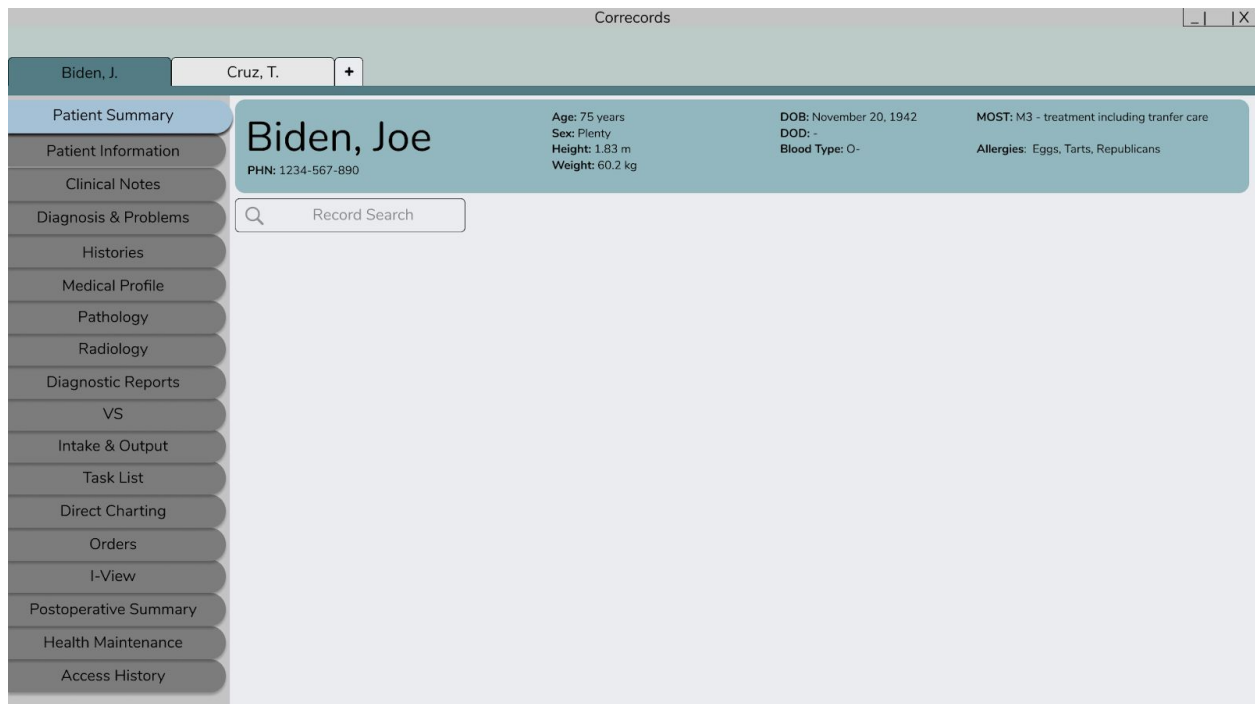 Correcords
_ | | X
Biden, J.
Cruz, T.
+
Patient Summary
Patient Information
Clinical Notes
Diagnosis & Problems
Histories
Medical Profile
Pathology
Radiology
Diagnostic Reports
VS
Intake & Output
Task List
Direct Charting
Orders
I-View
Postoperative Summary
Health Maintenance
Access History
Biden, Joe
PHN: 1234-567-890
Age: 75 years
Sex: Plenty
Height: 1.83 m
Weight: 60.2 kg
DOB: November 20, 1942
DOD: -
Blood Type: O-
MOST: M3 - treatment including tranfer care
Allergies: Eggs, Tarts, Republicans
Record Search